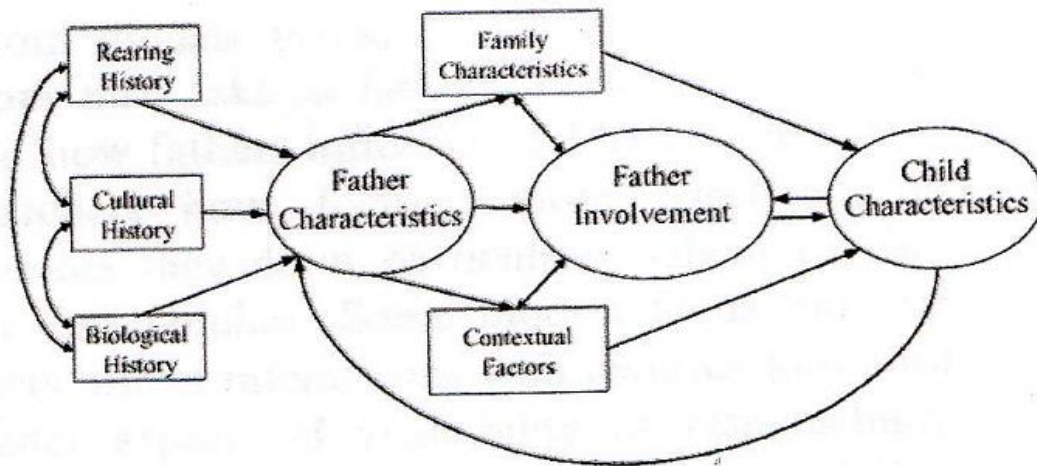 Rearing
History
Cultural
History
Biological
History
Father
Characteristics
Family
Characteristics
Father
Involvement
Contextual
Factors
Child
Characteristics